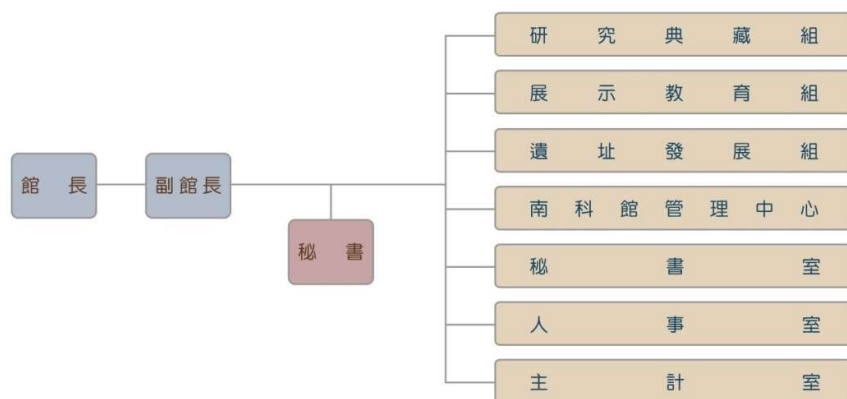 館長
副館長
秘書
研究典藏組
展示教育組
遺址發展組
南科館管理中心
秘書室
人事室
主計室